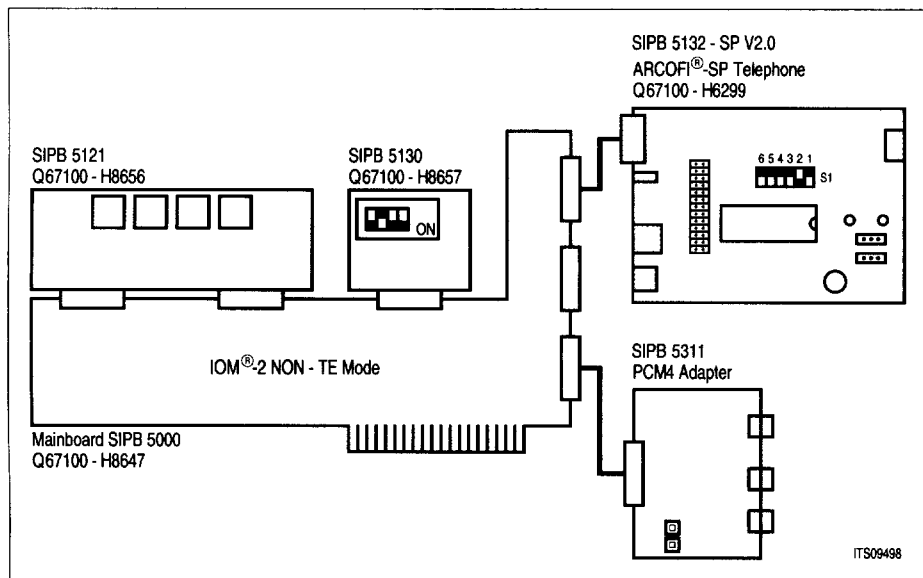 SIPB 5132 - SP V2.0
ARCOFI®-SP Telephone
Q67100 - H6299
SIPB 5121
Q67100 - H8656
SIPB 5130
Q67100 - H8657
ON
6 5 4 3 2 1
S1
IOM®-2 NON - TE Mode
SIPB 5311
PCM4 Adapter
Mainboard SIPB 5000
Q67100 - H8647
ITS09498